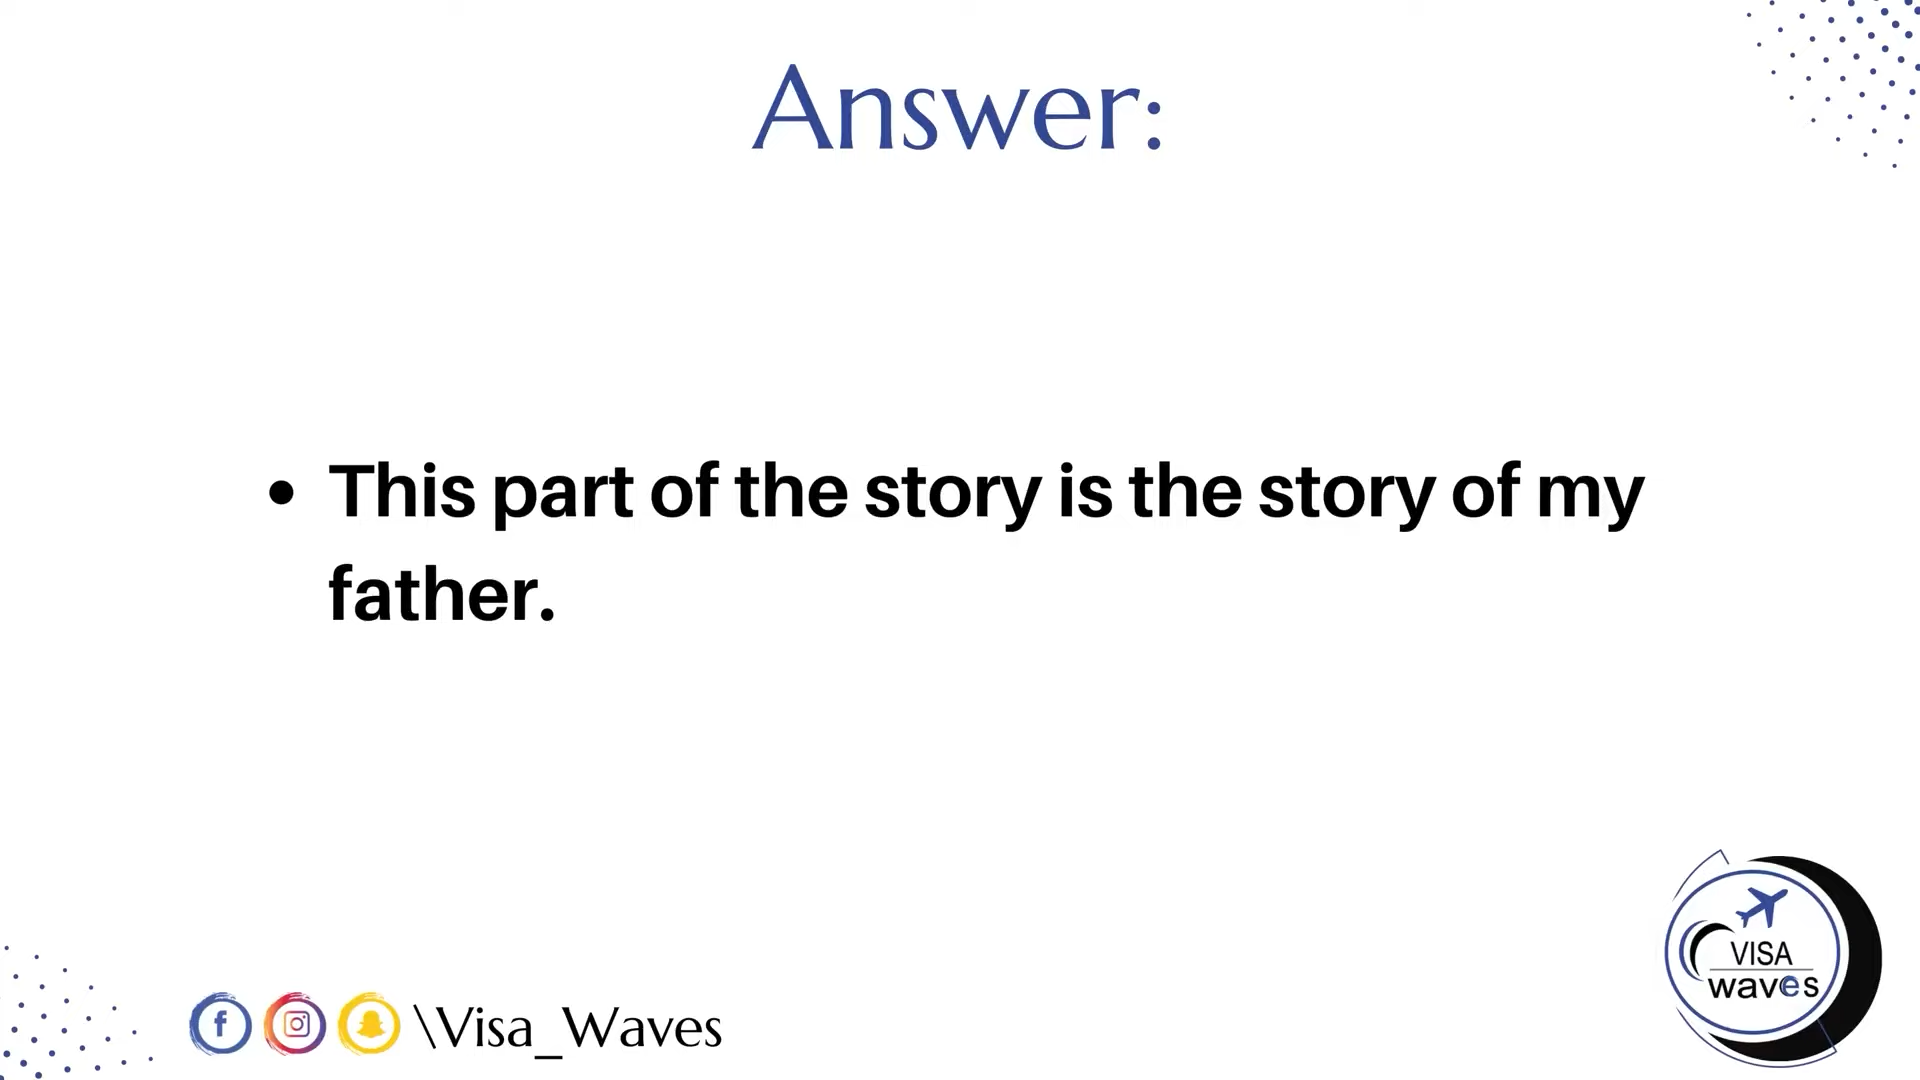 Answer:
• This part of the story is the story of my
father.
VISA
waves
\Visa_Waves